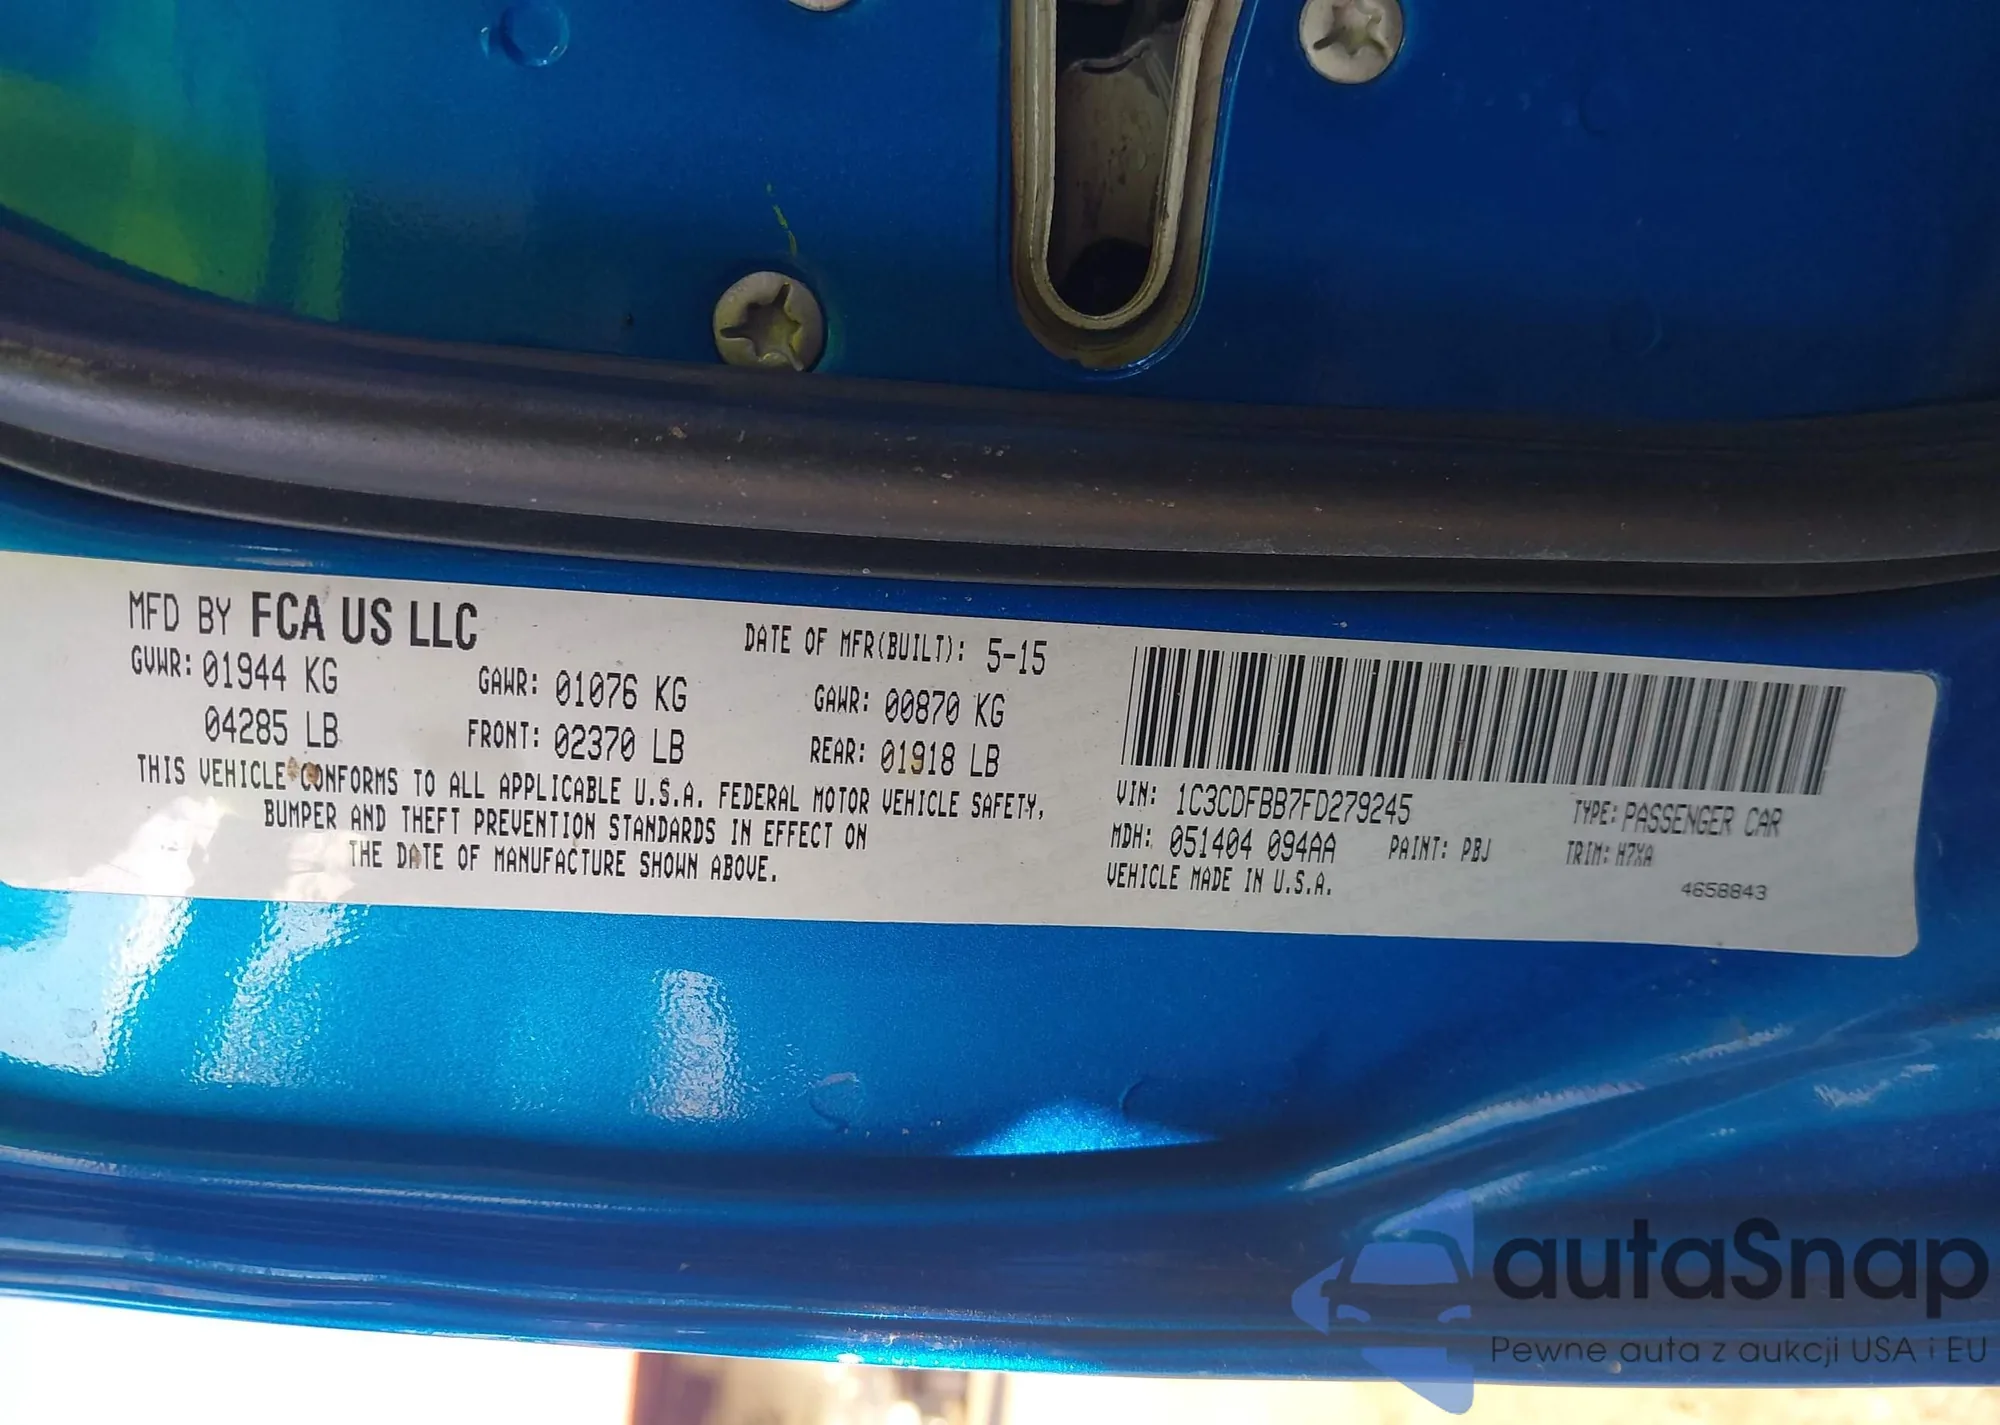 MFD BY FCA US LLC
DATE OF MFR(BUILT): 5-15
GVWR: 01944 KG
04285 LB
GAWR: 01076 KG
FRONT: 02370 LB
GAWR: 00870 KG
REAR: 01918 LB
THIS VEHICLE CONFORMS TO ALL APPLICABLE U.S.A. FEDERAL MOTOR VEHICLE SAFETY,
BUMPER AND THEFT PREVENTION STANDARDS IN EFFECT ON
THE DATE OF MANUFACTURE SHOWN ABOVE.
VIN: 1C3CDFBB7FD279245
TYPE: PASSENGER CAR
MDH: 051404 094AA
PAINT: PBJ
TRIM: H7XA
VEHICLE MADE IN U.S.A.
4658843
autaSnap
Pewne auta z aukcji USA i EU